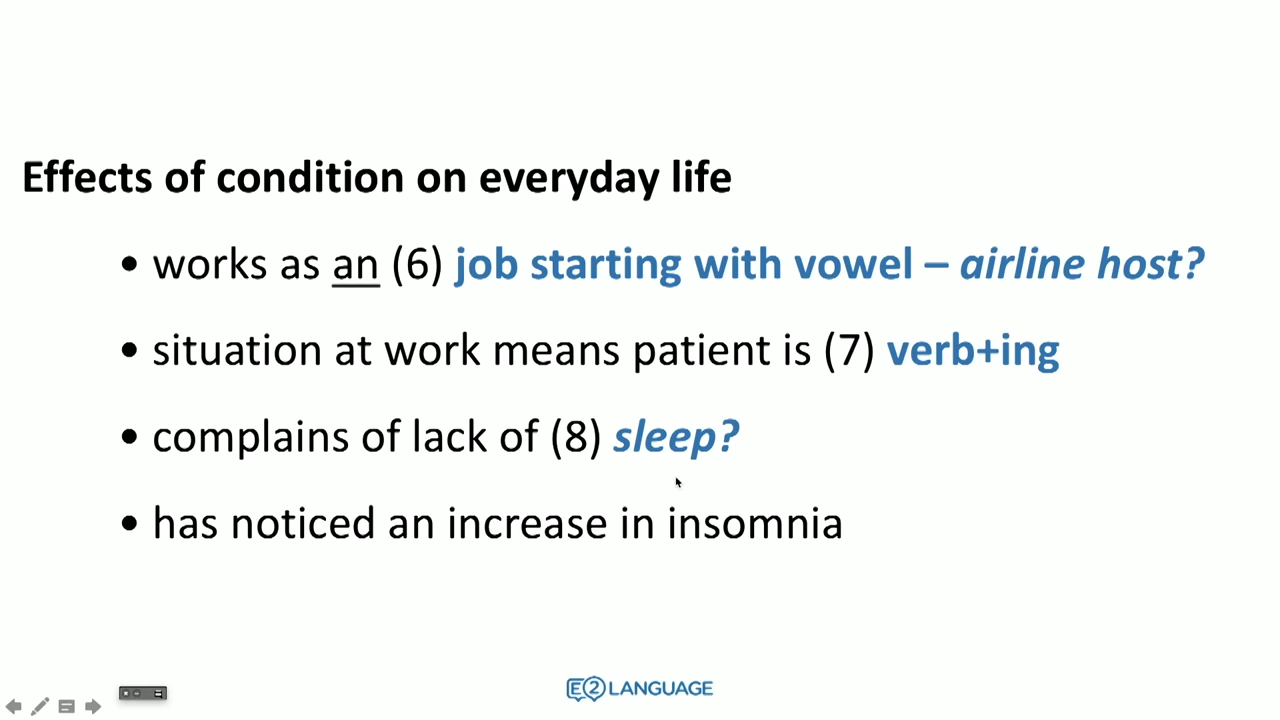 Effects of condition on everyday life
• works as an (6) job starting with vowel – airline host?
• situation at work means patient is (7) verb+ing
• complains of lack of (8) sleep?
• has noticed an increase in insomnia
E2 LANGUAGE